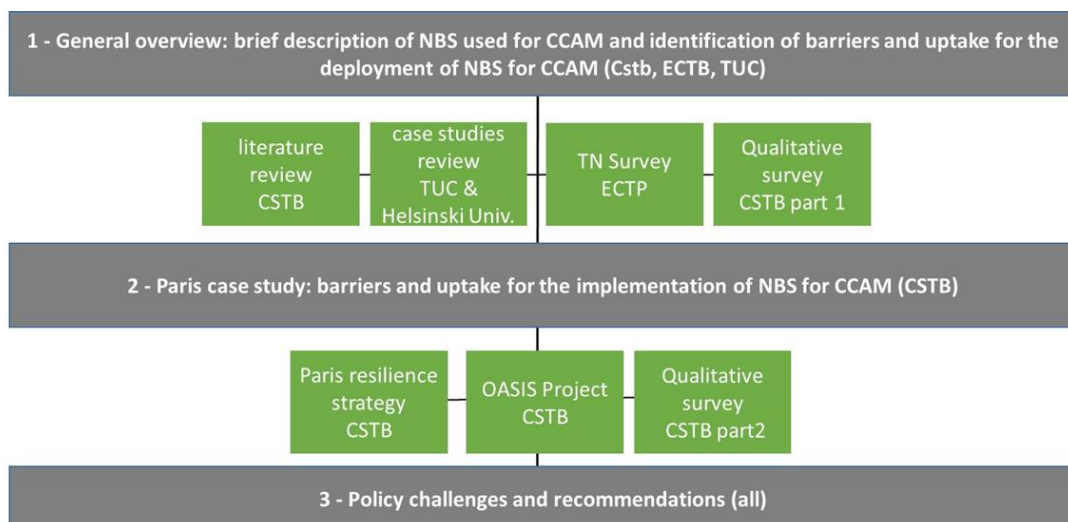 1 - General overview: brief description of NBS used for CCAM and identification of barriers and uptake for the
deployment of NBS for CCAM (Cstb, ECTB, TUC)
literature
review
CSTB
case studies
review
TUC &
Helsinski Univ.
TN Survey
ECTP
Qualitative
survey
CSTB part 1
2 - Paris case study: barriers and uptake for the implementation of NBS for CCAM (CSTB)
Paris resilience
strategy
CSTB
OASIS Project
CSTB
Qualitative
survey
CSTB part2
3 - Policy challenges and recommendations (all)